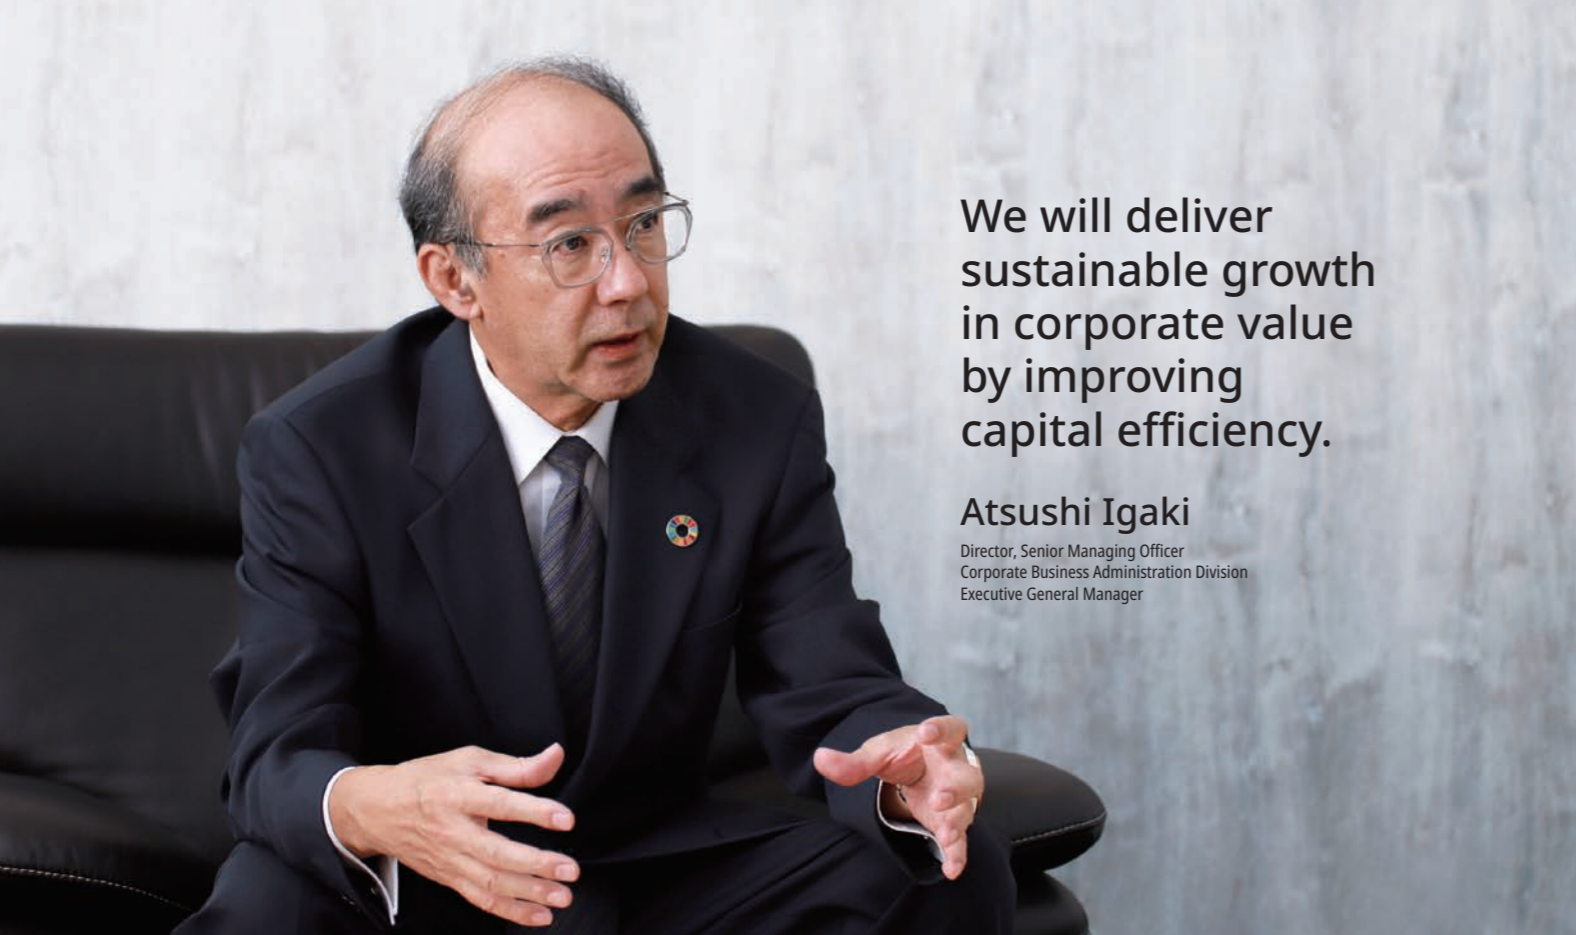 We will deliver
sustainable growth
in corporate value
by improving
capital efficiency.
Atsushi Igaki
Director, Senior Managing Officer
Corporate Business Administration Division
Executive General Manager